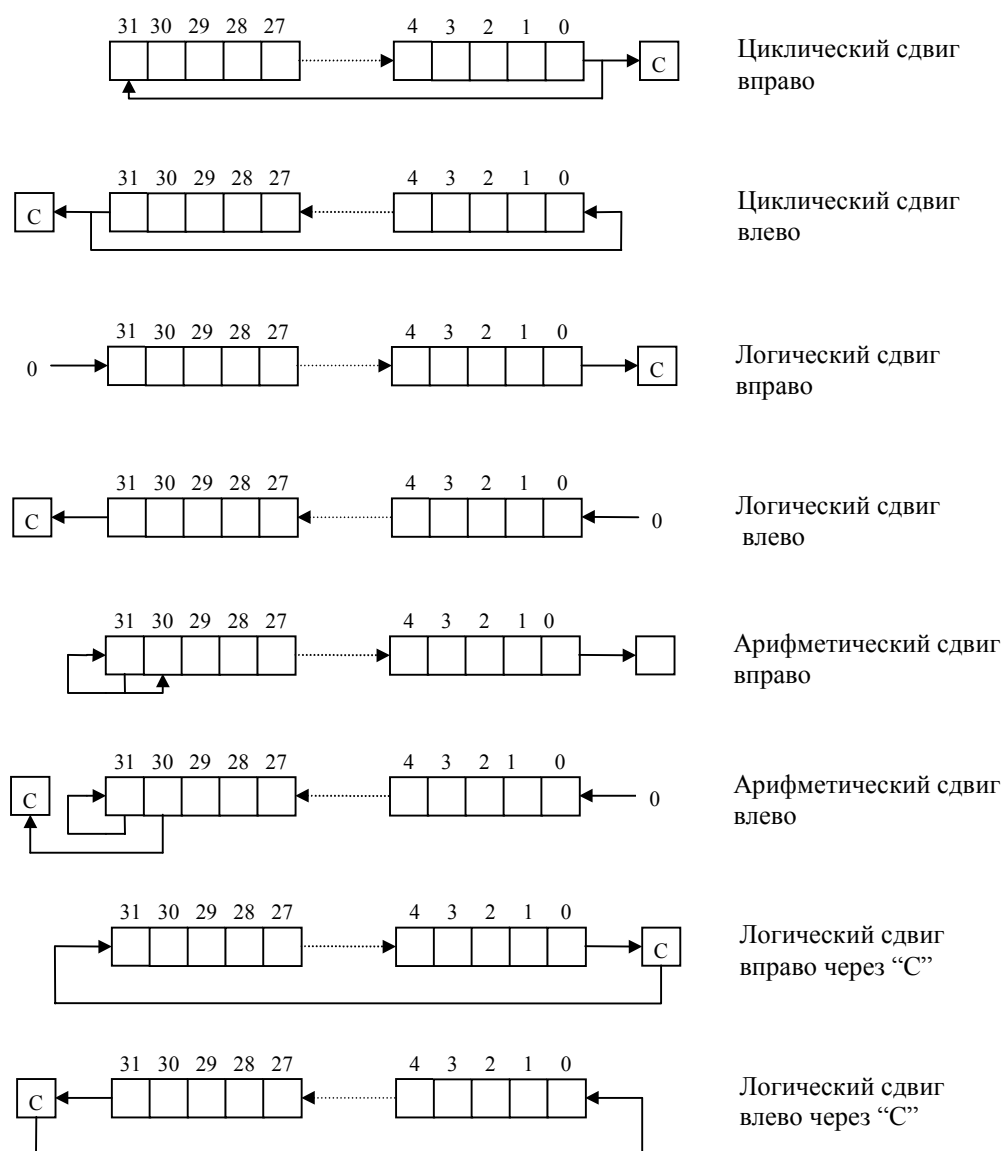 31 30 29 28 27 4 3 2 1 0
C
Циклический сдвиг
вправо
31 30 29 28 27 4 3 2 1 0
C
Циклический сдвиг
влево
31 30 29 28 27 4 3 2 1 0
0 C
Логический сдвиг
вправо
31 30 29 28 27 4 3 2 1 0
C 0
Логический сдвиг
влево
31 30 29 28 27 4 3 2 1 0
Арифметический сдвиг
вправо
31 30 29 28 27 4 3 2 1 0
C 0
Арифметический сдвиг
влево
31 30 29 28 27 4 3 2 1 0
C
Логический сдвиг
вправо через “С”
31 30 29 28 27 4 3 2 1 0
C
Логический сдвиг
влево через “С”